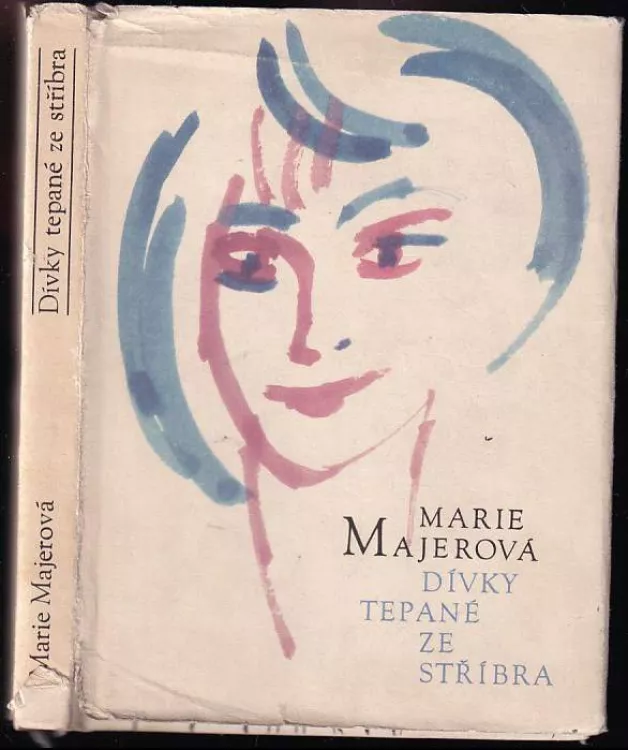 Dívky tepané ze stříbra
Marie Majerová
MARIE
MAJEROVÁ
DÍVKY
TEPANÉ
ZE
STŘÍBRA